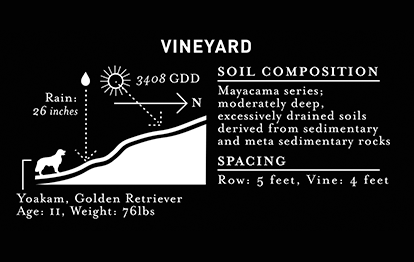 VINEYARD
3408 GDD
Rain:
26 inches
N
Yoakam, Golden Retriever
Age: 11, Weight: 76lbs
SOIL COMPOSITION
Mayacama series;
moderately deep,
excessively drained soils
derived from sedimentary
and meta sedimentary rocks
SPACING
Row: 5 feet, Vine: 4 feet